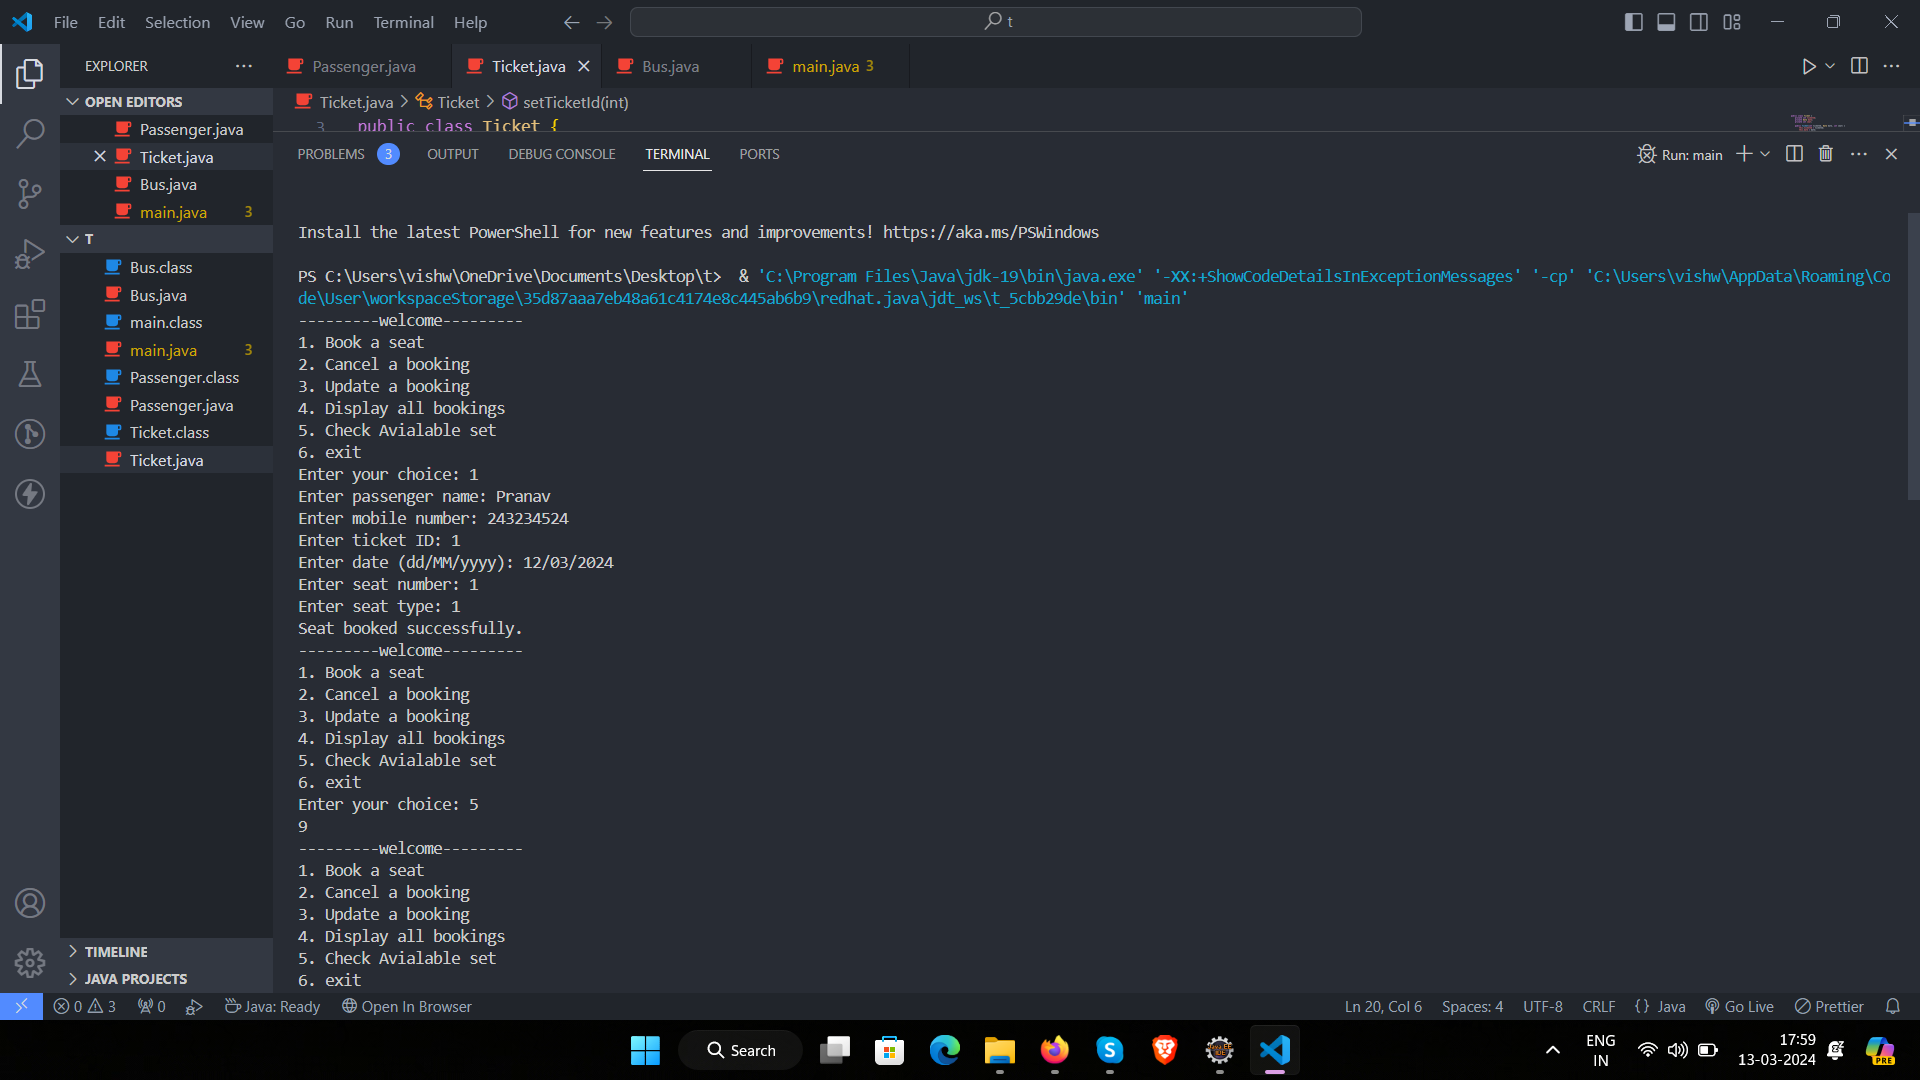 File Edit Selection View Go Run Terminal Help
t
EXPLORER
Passenger.java
Ticket.java
Bus.java
main.java 3
OPEN EDITORS
Passenger.java
Ticket.java
Bus.java
main.java 3
T
Bus.class
Bus.java
main.class
main.java 3
Passenger.class
Passenger.java
Ticket.class
Ticket.java
TIMELINE
JAVA PROJECTS
Ticket.java > Ticket > setTicketId(int)
3 public class Ticket {
PROBLEMS 3 OUTPUT DEBUG CONSOLE TERMINAL PORTS
Run: main
Install the latest PowerShell for new features and improvements! https://aka.ms/PSWindows
PS C:\Users\vishw\OneDrive\Documents\Desktop\t>  & 'C:\Program Files\Java\jdk-19\bin\java.exe' '-XX:+ShowCodeDetailsInExceptionMessages' '-cp' 'C:\Users\vishw\AppData\Roaming\Co
de\User\workspaceStorage\35d87aaa7eb48a61c4174e8c445ab6b9\redhat.java\jdt_ws\t_5cbb29de\bin' 'main'
---------welcome---------
1. Book a seat
2. Cancel a booking
3. Update a booking
4. Display all bookings
5. Check Avialable set
6. exit
Enter your choice: 1
Enter passenger name: Pranav
Enter mobile number: 243234524
Enter ticket ID: 1
Enter date (dd/MM/yyyy): 12/03/2024
Enter seat number: 1
Enter seat type: 1
Seat booked successfully.
---------welcome---------
1. Book a seat
2. Cancel a booking
3. Update a booking
4. Display all bookings
5. Check Avialable set
6. exit
Enter your choice: 5
9
---------welcome---------
1. Book a seat
2. Cancel a booking
3. Update a booking
4. Display all bookings
5. Check Avialable set
6. exit
0 3 0 Java: Ready Open In Browser
Ln 20, Col 6 Spaces: 4 UTF-8 CRLF {} Java Go Live Prettier
Search
ENG
IN
17:59
13-03-2024
PRE